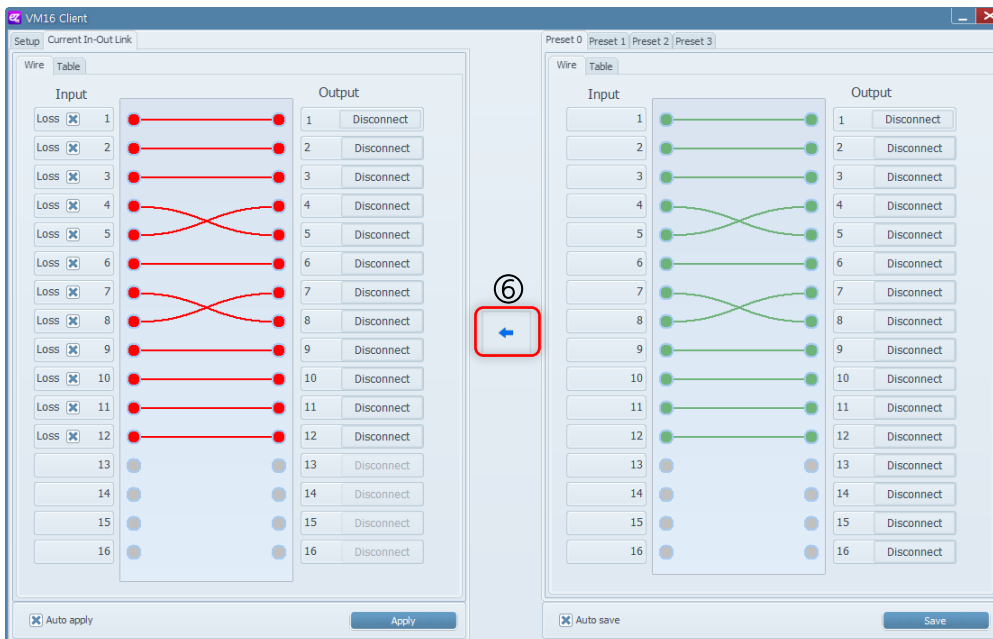 ez VM16 Client
Setup Current In-Out Link
Wire Table
Input Output
Loss 1 1 Disconnect
Loss 2 2 Disconnect
Loss 3 3 Disconnect
Loss 4 4 Disconnect
Loss 5 5 Disconnect
Loss 6 6 Disconnect
Loss 7 7 Disconnect
Loss 8 8 Disconnect
Loss 9 9 Disconnect
Loss 10 10 Disconnect
Loss 11 11 Disconnect
Loss 12 12 Disconnect
13 13 Disconnect
14 14 Disconnect
15 15 Disconnect
16 16 Disconnect
Auto apply Apply
⑥
Preset 0 Preset 1 Preset 2 Preset 3
Wire Table
Input Output
1 1 Disconnect
2 2 Disconnect
3 3 Disconnect
4 4 Disconnect
5 5 Disconnect
6 6 Disconnect
7 7 Disconnect
8 8 Disconnect
9 9 Disconnect
10 10 Disconnect
11 11 Disconnect
12 12 Disconnect
13 13 Disconnect
14 14 Disconnect
15 15 Disconnect
16 16 Disconnect
Auto save Save